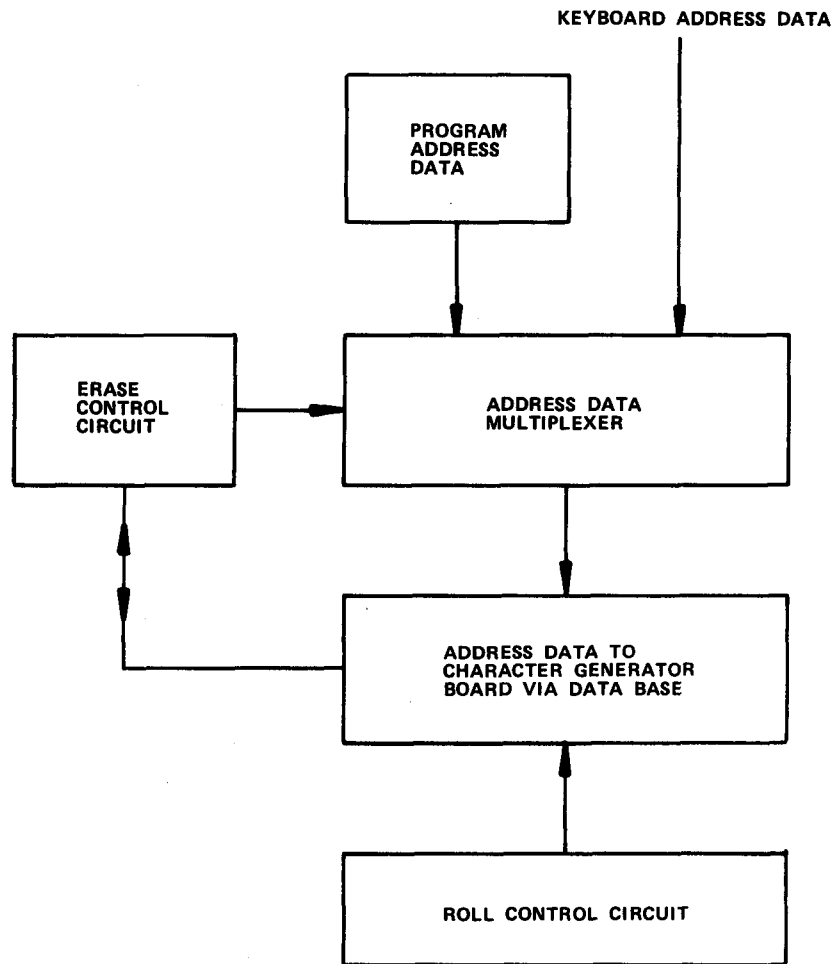 KEYBOARD ADDRESS DATA
PROGRAM
ADDRESS
DATA
ERASE
CONTROL
CIRCUIT
ADDRESS DATA
MULTIPLEXER
ADDRESS DATA TO
CHARACTER GENERATOR
BOARD VIA DATA BASE
ROLL CONTROL CIRCUIT